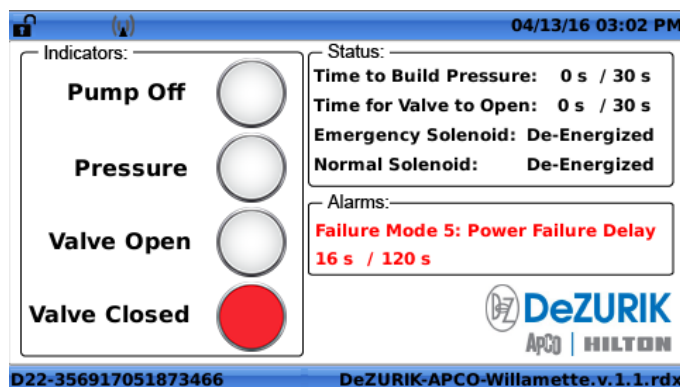 04/13/16 03:02 PM
Indicators:
Pump Off
Pressure
Valve Open
Valve Closed
Status:
Time to Build Pressure: 0 s / 30 s
Time for Valve to Open: 0 s / 30 s
Emergency Solenoid: De-Energized
Normal Solenoid: De-Energized
Alarms:
Failure Mode 5: Power Failure Delay
16 s / 120 s
DZ DeZURIK
APCO | HILTON
D22-356917051873466 DeZURIK-APCO-Willamette.v.1.1.rdx